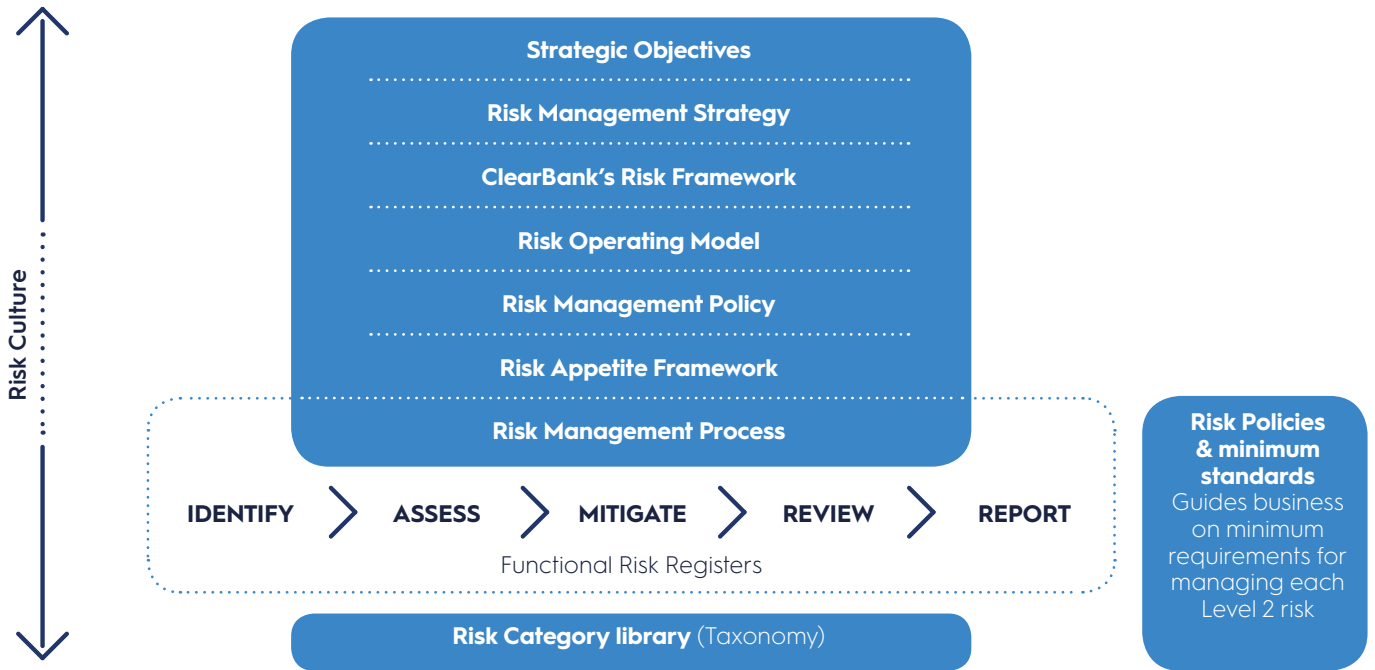 Strategic Objectives
Risk Management Strategy
ClearBank's Risk Framework
Risk Operating Model
Risk Management Policy
Risk Appetite Framework
Risk Management Process
IDENTIFY ASSESS MITIGATE REVIEW REPORT
Functional Risk Registers
Risk Category library (Taxonomy)
Risk Culture
Risk Policies
& minimum
standards
Guides business
on minimum
requirements for
managing each
Level 2 risk